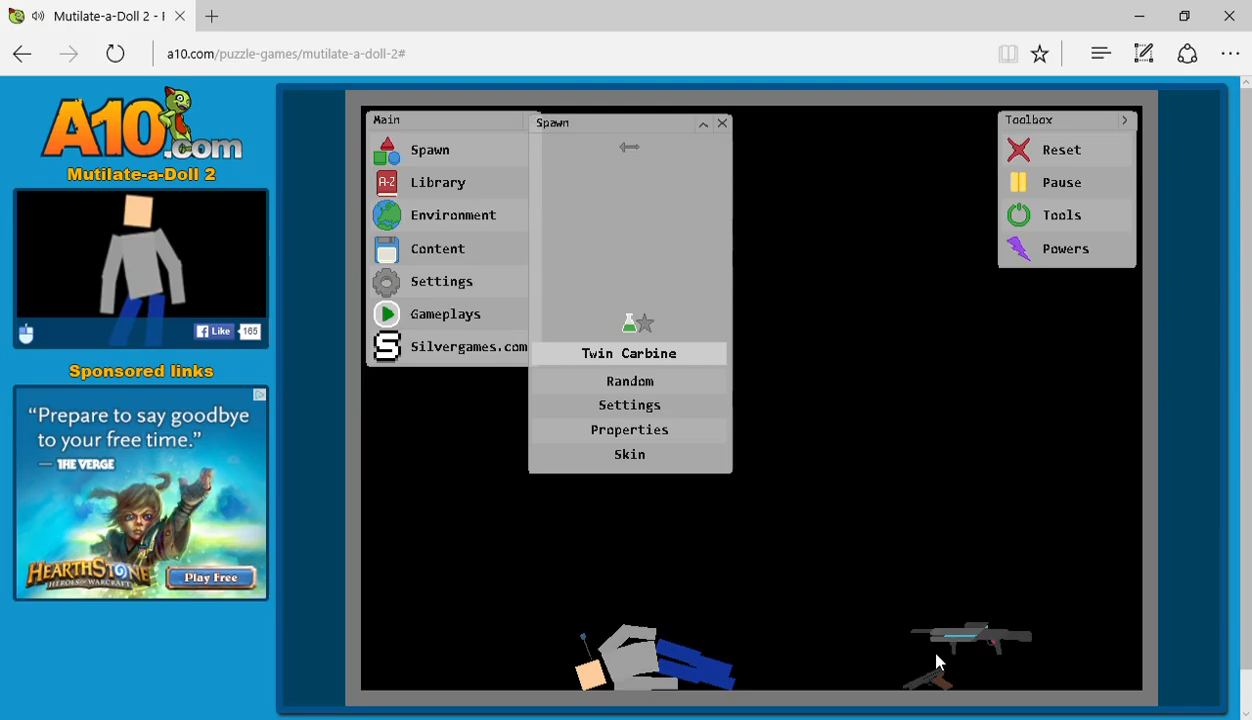 Mutilate-a-Doll 2 - F
a10.com/puzzle-games/mutilate-a-doll-2#
A10
.com
Mutilate-a-Doll 2
Like
165
Sponsored links
“Prepare to say goodbye
to your free time.”
— THE VERGE
HEARTHSTONE
HEROES OF WARCRAFT
Play Free
Main
Spawn
A-Z
Library
Environment
Content
Settings
Gameplays
S
Silvergames.com
Spawn
Twin Carbine
Random
Settings
Properties
Skin
Toolbox
Reset
Pause
Tools
Powers